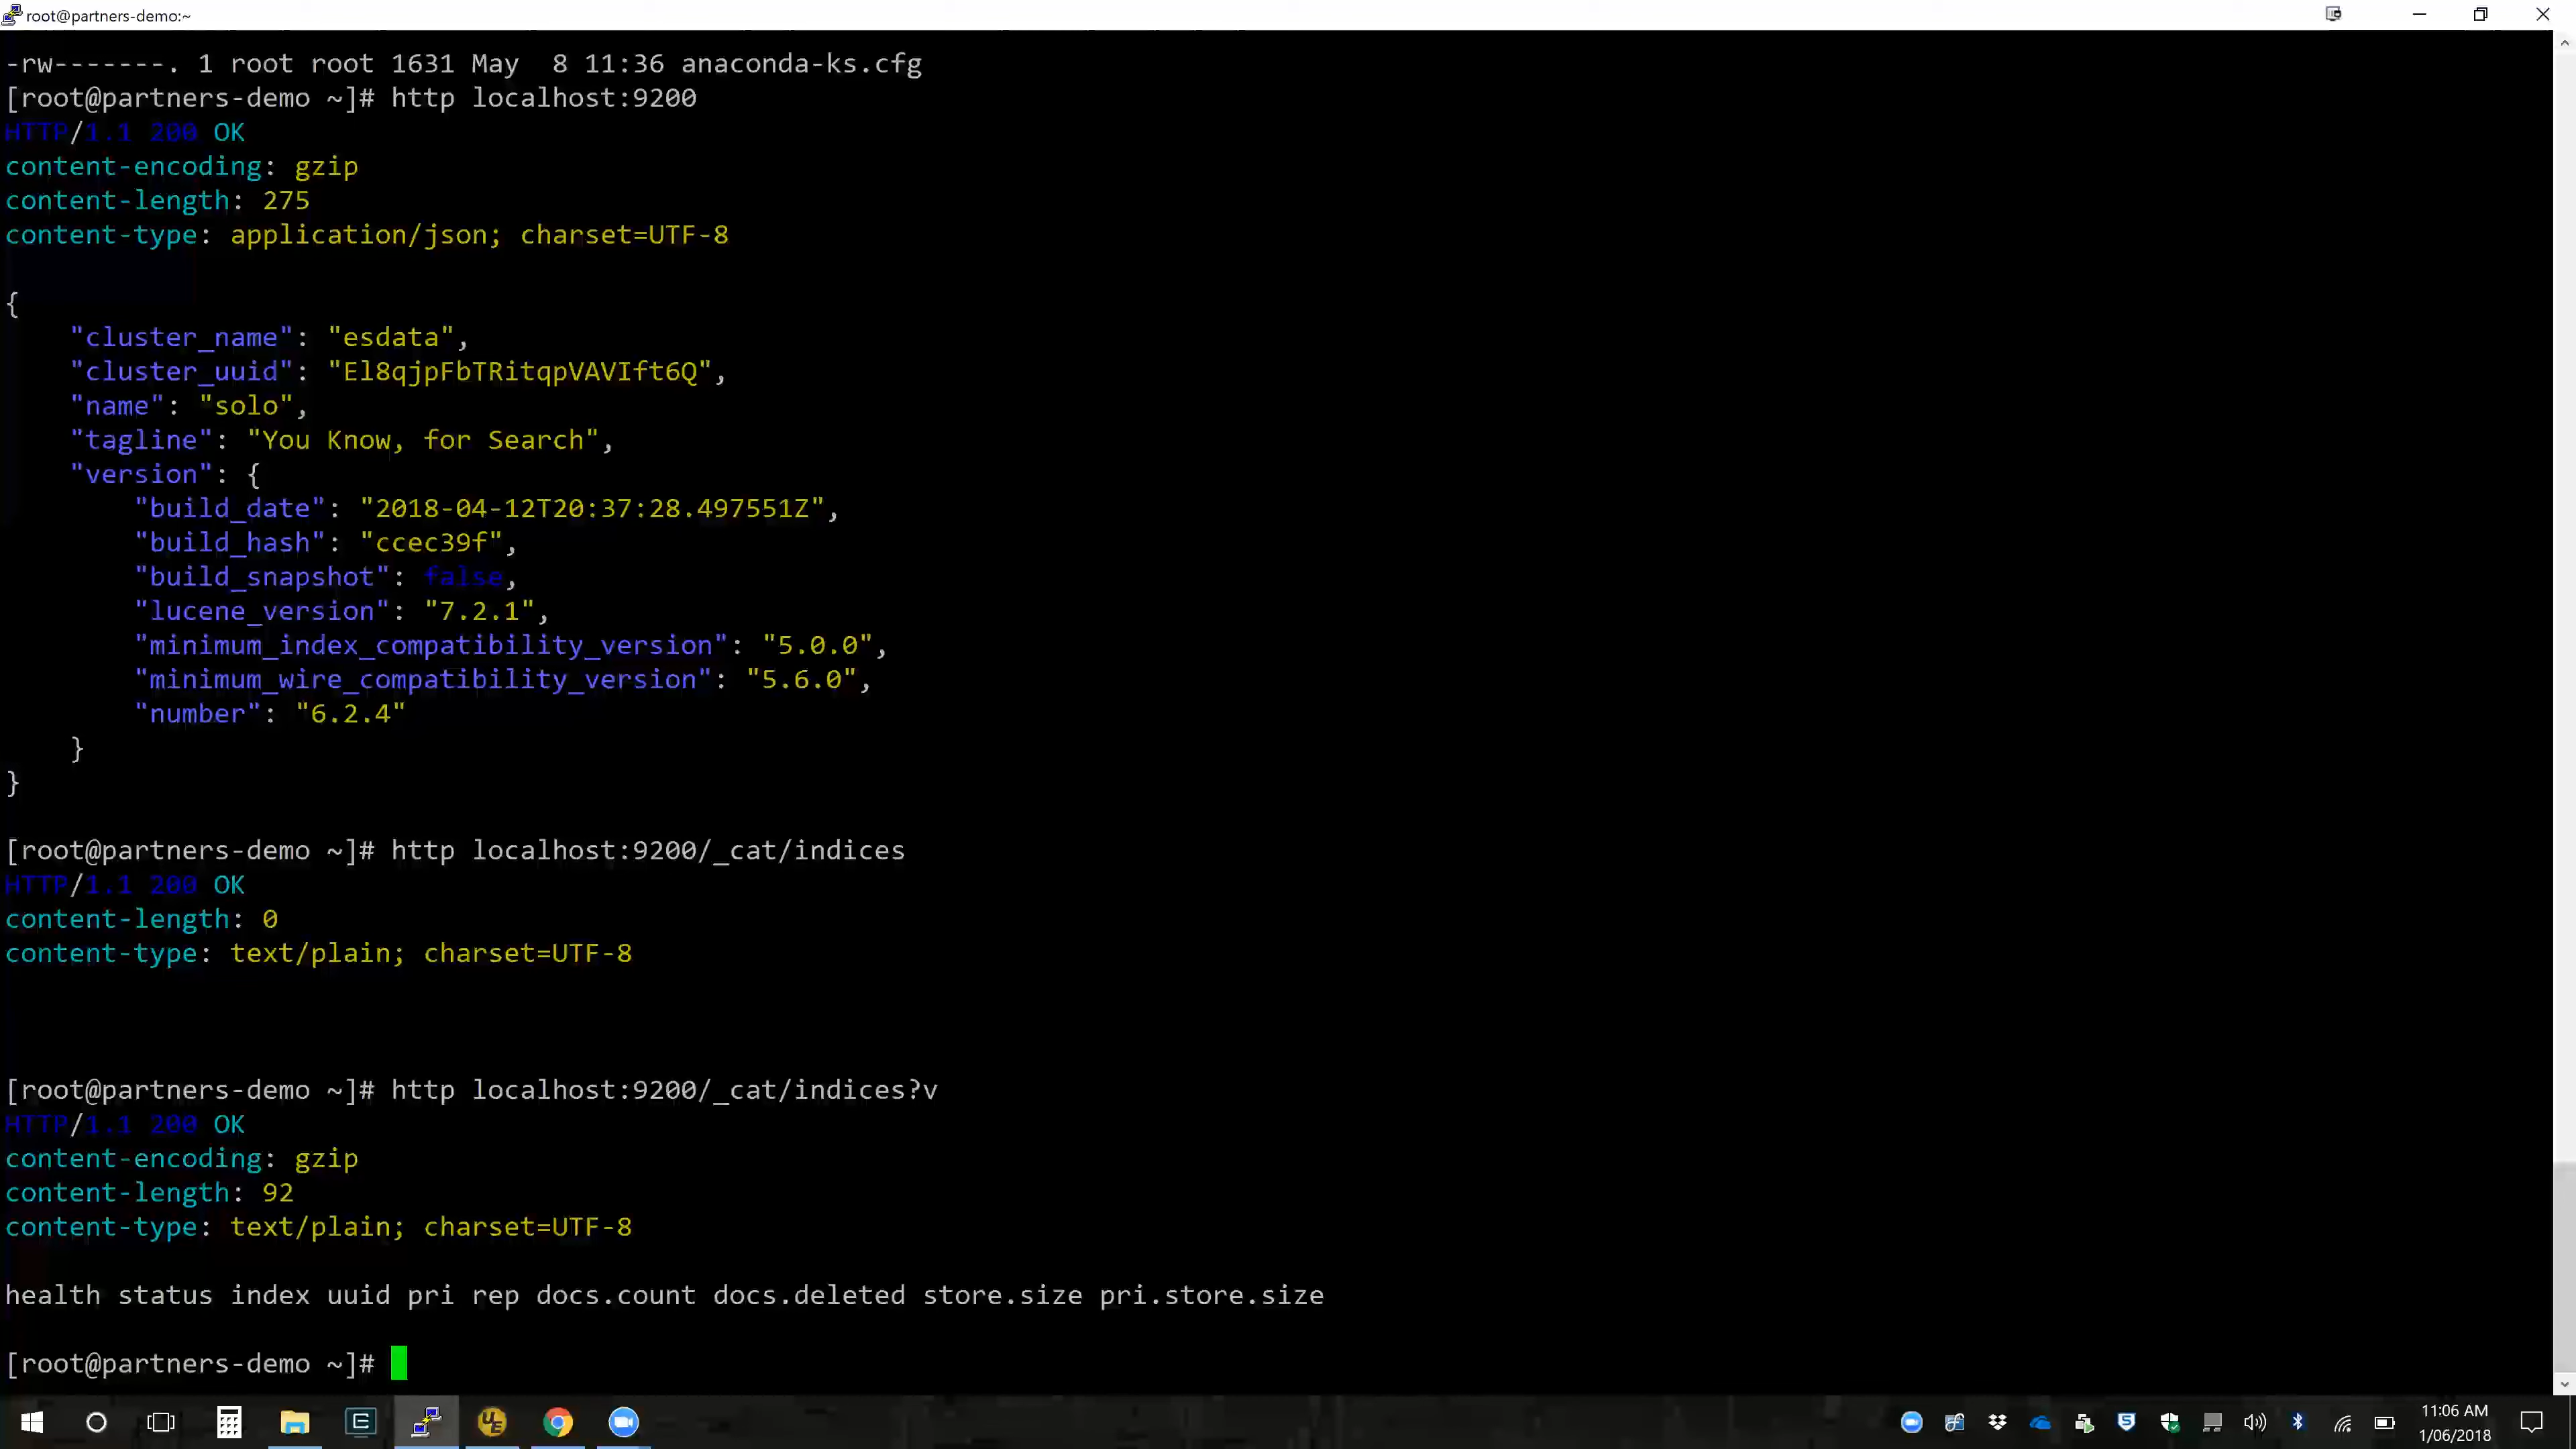 root@partners-demo:~
-rw-------. 1 root root 1631 May  8 11:36 anaconda-ks.cfg
[root@partners-demo ~]# http localhost:9200
HTTP/1.1 200 OK
content-encoding: gzip
content-length: 275
content-type: application/json; charset=UTF-8
{
    "cluster_name": "esdata",
    "cluster_uuid": "El8qjpFbTRitqpVAVIft6Q",
    "name": "solo",
    "tagline": "You Know, for Search",
    "version": {
        "build_date": "2018-04-12T20:37:28.497551Z",
        "build_hash": "ccec39f",
        "build_snapshot": false,
        "lucene_version": "7.2.1",
        "minimum_index_compatibility_version": "5.0.0",
        "minimum_wire_compatibility_version": "5.6.0",
        "number": "6.2.4"
    }
}
[root@partners-demo ~]# http localhost:9200/_cat/indices
HTTP/1.1 200 OK
content-length: 0
content-type: text/plain; charset=UTF-8
[root@partners-demo ~]# http localhost:9200/_cat/indices?v
HTTP/1.1 200 OK
content-encoding: gzip
content-length: 92
content-type: text/plain; charset=UTF-8
health status index uuid pri rep docs.count docs.deleted store.size pri.store.size
[root@partners-demo ~]#
11:06 AM
1/06/2018